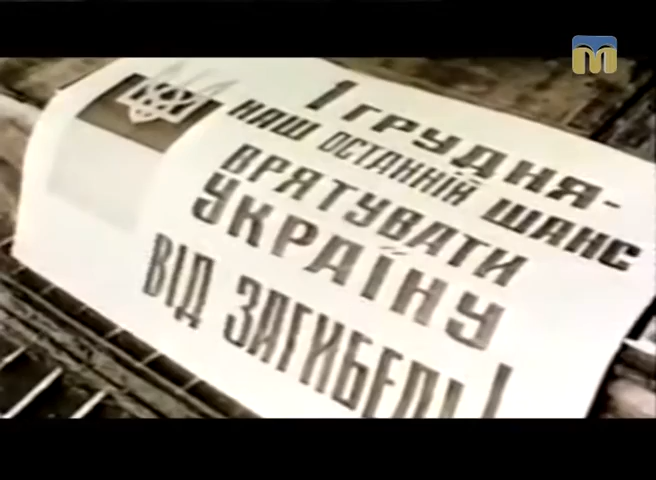 1 ГРУДНЯ-
НАШ ОСТАННІЙ ШАНС
ВРЯТУВАТИ
УКРАЇНУ
ВІД ЗАГИБЕЛІ!